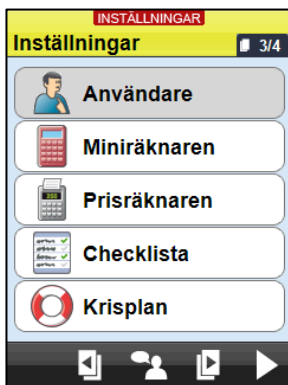 INSTÄLLNINGAR
Inställningar 3/4
Användare
Miniräknaren
Prisräknaren
Checklista
Krisplan